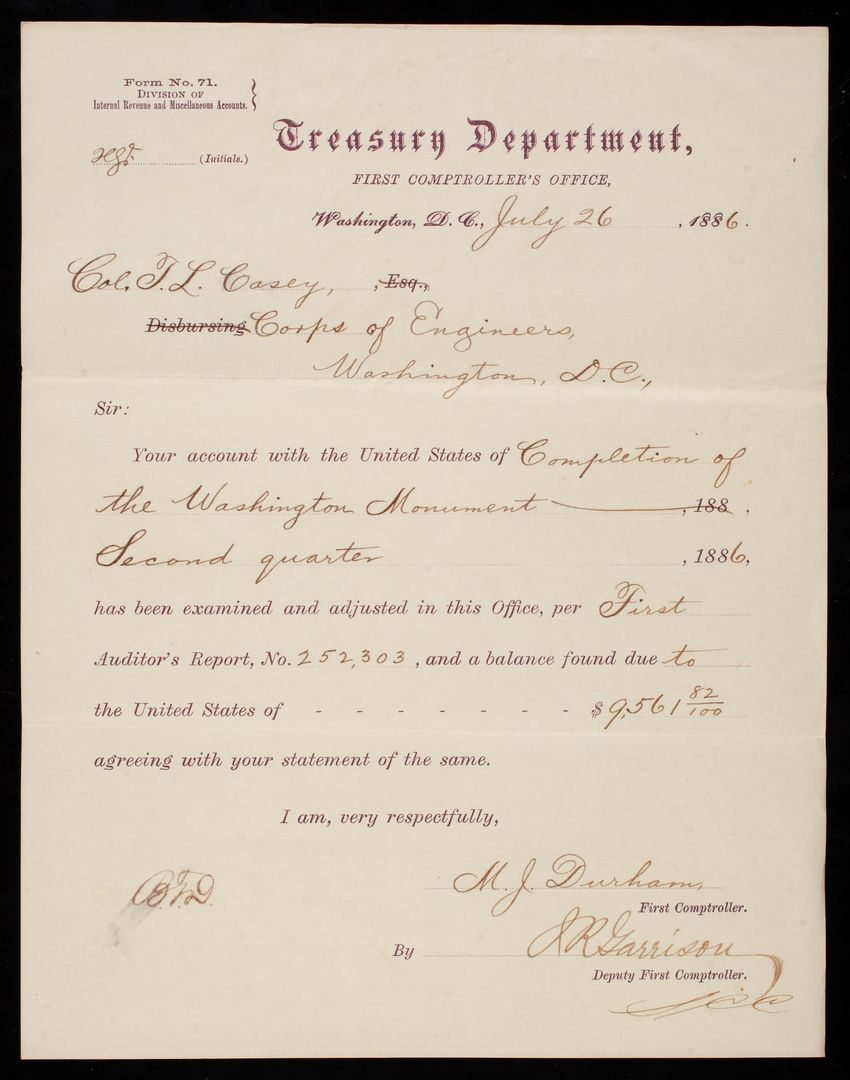 Form No. 71.
DIVISION OF
Internal Revenue and Miscellaneous Accounts.
(Initials.)
Treasury Department,
FIRST COMPTROLLER'S OFFICE,
Washington, D. C., July 26, 1886.
Col. T. L. Casey, , Esq.,
Disbursing Corps of Engineers,
Washington, D.C.,
Sir:
Your account with the United States of Completion of
the Washington Monument , 188 .
Second quarter , 1886,
has been examined and adjusted in this Office, per First
Auditor's Report, No. 252,303, and a balance found due to
the United States of - - - - - - - - $ 9,561 82/100
agreeing with your statement of the same.
I am, very respectfully,
M. J. Durham,
First Comptroller.
B.F.D.
By J R Garrison
Deputy First Comptroller.